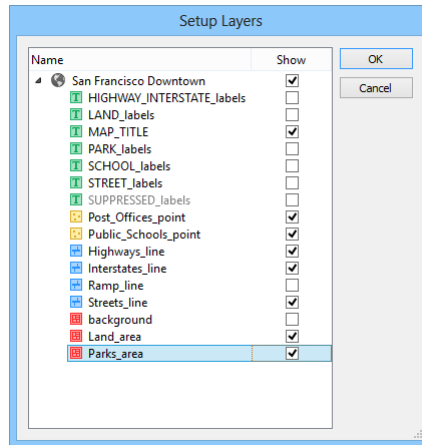 Setup Layers
Name Show
San Francisco Downtown
HIGHWAY_INTERSTATE_labels
LAND_labels
MAP_TITLE
PARK_labels
SCHOOL_labels
STREET_labels
SUPPRESSED_labels
Post_Offices_point
Public_Schools_point
Highways_line
Interstates_line
Ramp_line
Streets_line
background
Land_area
Parks_area
OK
Cancel